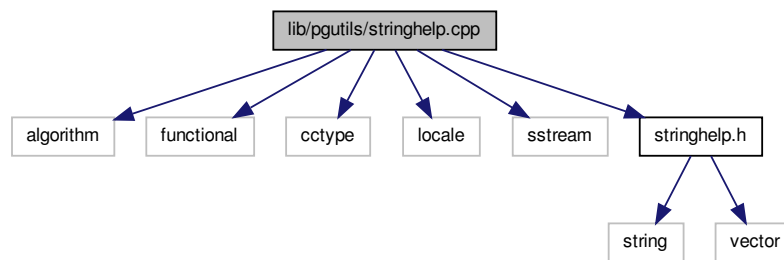 lib/pgutils/stringhelp.cpp
algorithm
functional
cctype
locale
sstream
stringhelp.h
string
vector